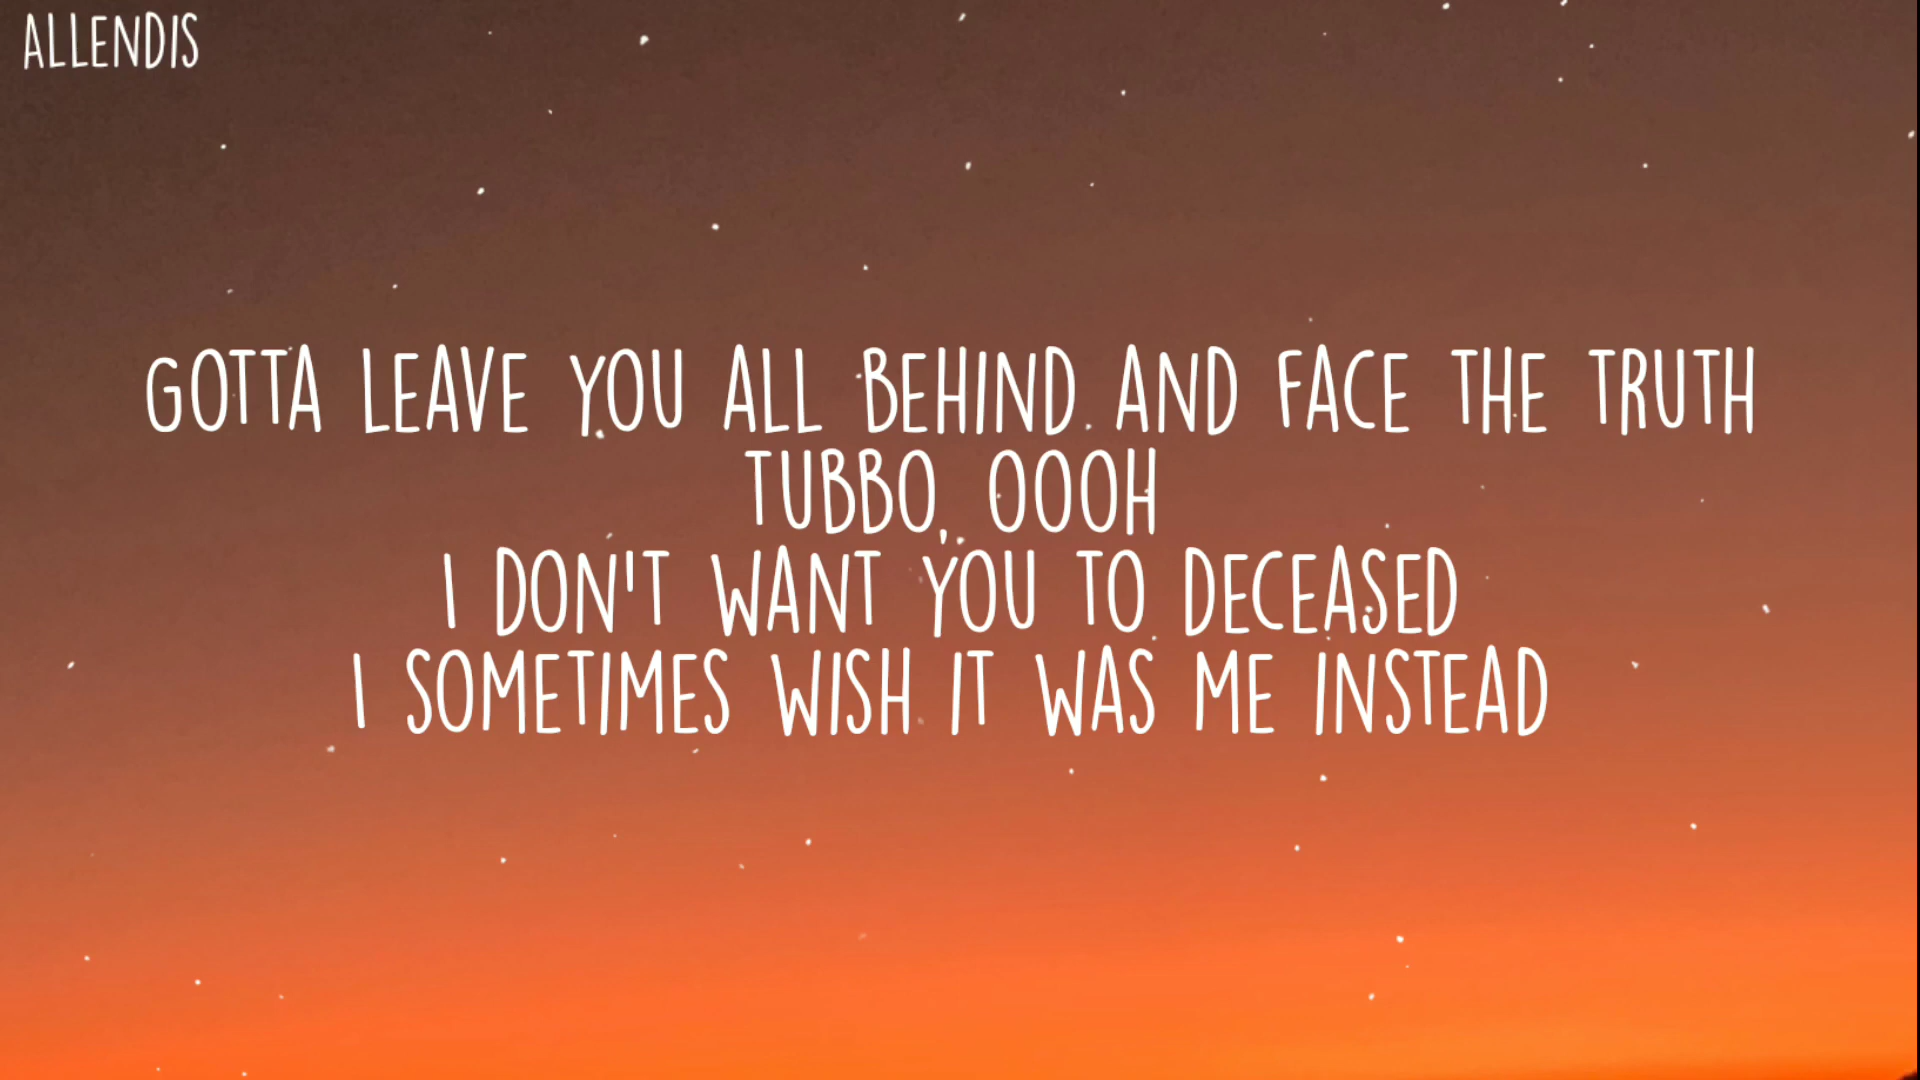 ALLENDIS
GOTTA LEAVE YOU ALL BEHIND AND FACE THE TRUTH
TUBBO, OOOH
I DON'T WANT YOU TO DECEASED
I SOMETIMES WISH IT WAS ME INSTEAD